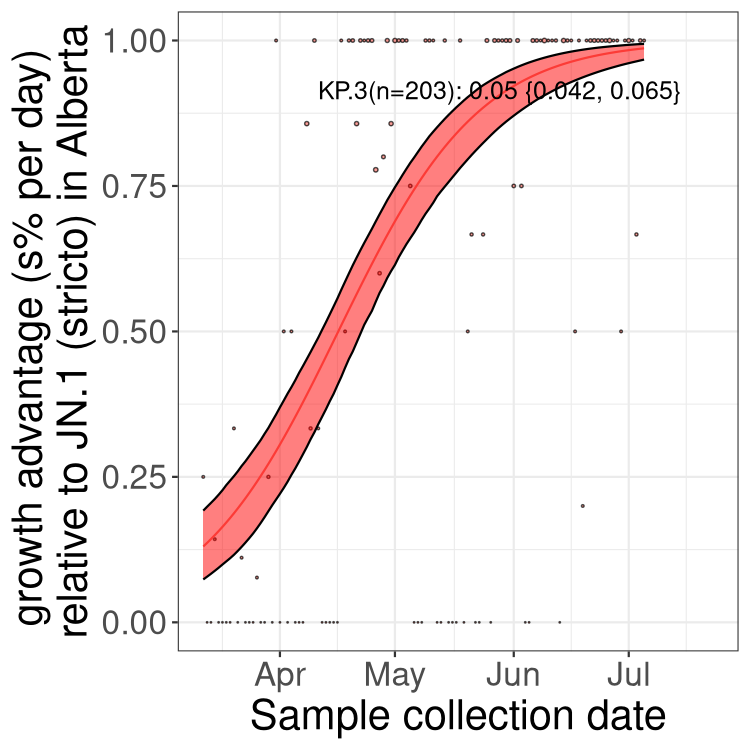 growth advantage (s% per day)
relative to JN.1 (stricto) in Alberta
1.00
0.75
0.50
0.25
0.00
KP.3(n=203): 0.05 {0.042, 0.065}
Apr May Jun Jul
Sample collection date